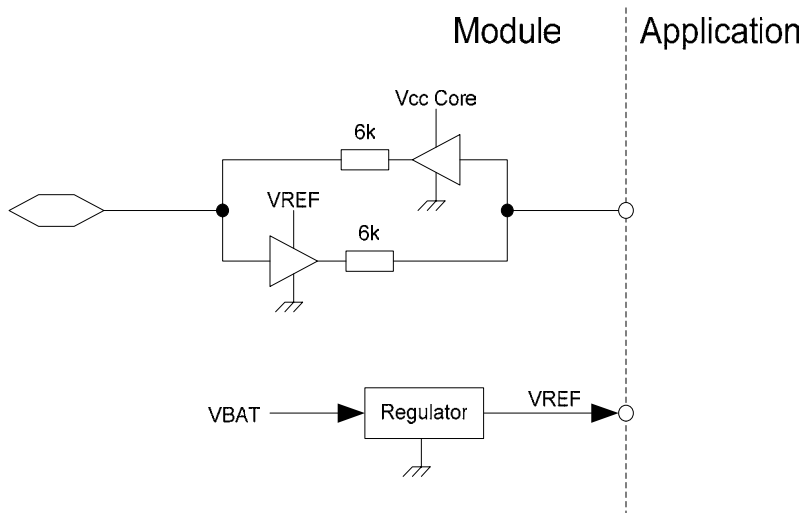 Module
Application
Vcc Core
6k
VREF
6k
VBAT
Regulator
VREF